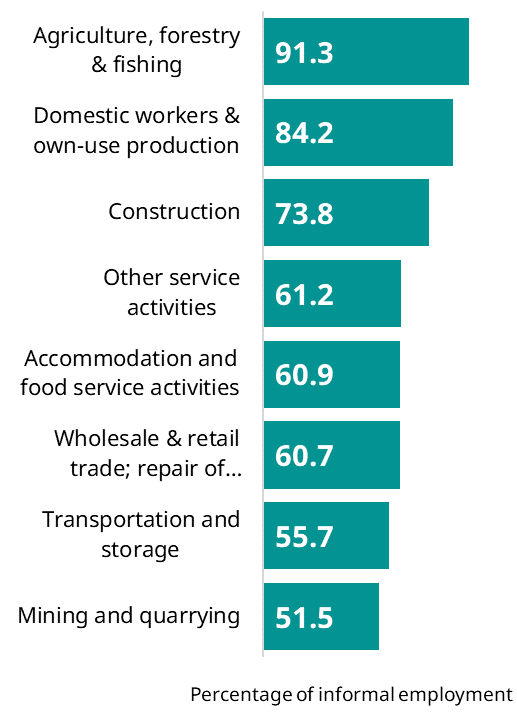 Agriculture, forestry
& fishing
91.3
Domestic workers &
own-use production
84.2
Construction
73.8
Other service
activities
61.2
Accommodation and
food service activities
60.9
Wholesale & retail
trade; repair of...
60.7
Transportation and
storage
55.7
Mining and quarrying
51.5
Percentage of informal employment